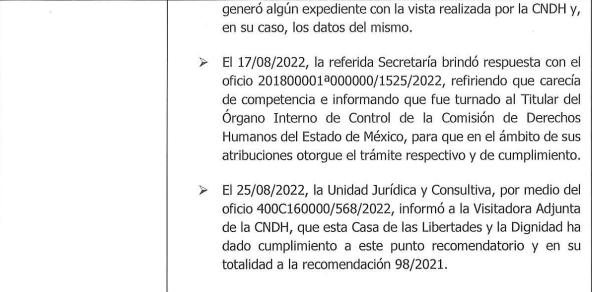 generó algún expediente con la vista realizada por la CNDH y,
en su caso, los datos del mismo.
➢ El 17/08/2022, la referida Secretaría brindó respuesta con el
oficio 201800001ª000000/1525/2022, refiriendo que carecía
de competencia e informando que fue turnado al Titular del
Órgano Interno de Control de la Comisión de Derechos
Humanos del Estado de México, para que en el ámbito de sus
atribuciones otorgue el trámite respectivo y de cumplimiento.
➢ El 25/08/2022, la Unidad Jurídica y Consultiva, por medio del
oficio 400C160000/568/2022, informó a la Visitadora Adjunta
de la CNDH, que esta Casa de las Libertades y la Dignidad ha
dado cumplimiento a este punto recomendatorio y en su
totalidad a la recomendación 98/2021.